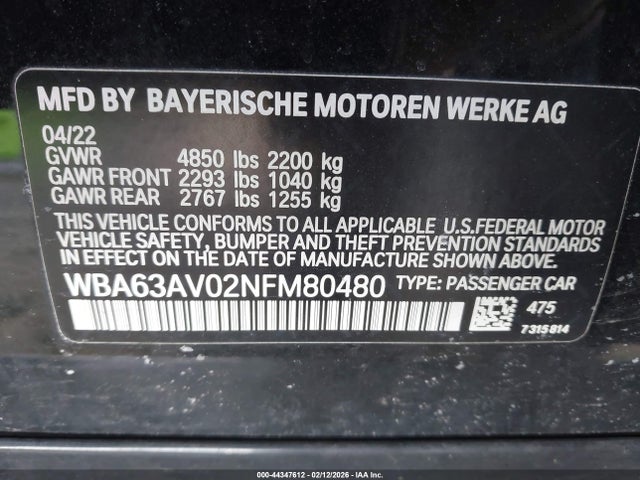 MFD BY BAYERISCHE MOTOREN WERKE AG
04/22
GVWR 4850 lbs 2200 kg
GAWR FRONT 2293 lbs 1040 kg
GAWR REAR 2767 lbs 1255 kg
THIS VEHICLE CONFORMS TO ALL APPLICABLE U.S.FEDERAL MOTOR
VEHICLE SAFETY, BUMPER AND THEFT PREVENTION STANDARDS
IN EFFECT ON THE DATE OF MANUFACTURE SHOWN ABOVE.
WBA63AV02NFM80480 TYPE: PASSENGER CAR
475
7315814
000-44347612 - 02/12/2026 - IAA Inc.